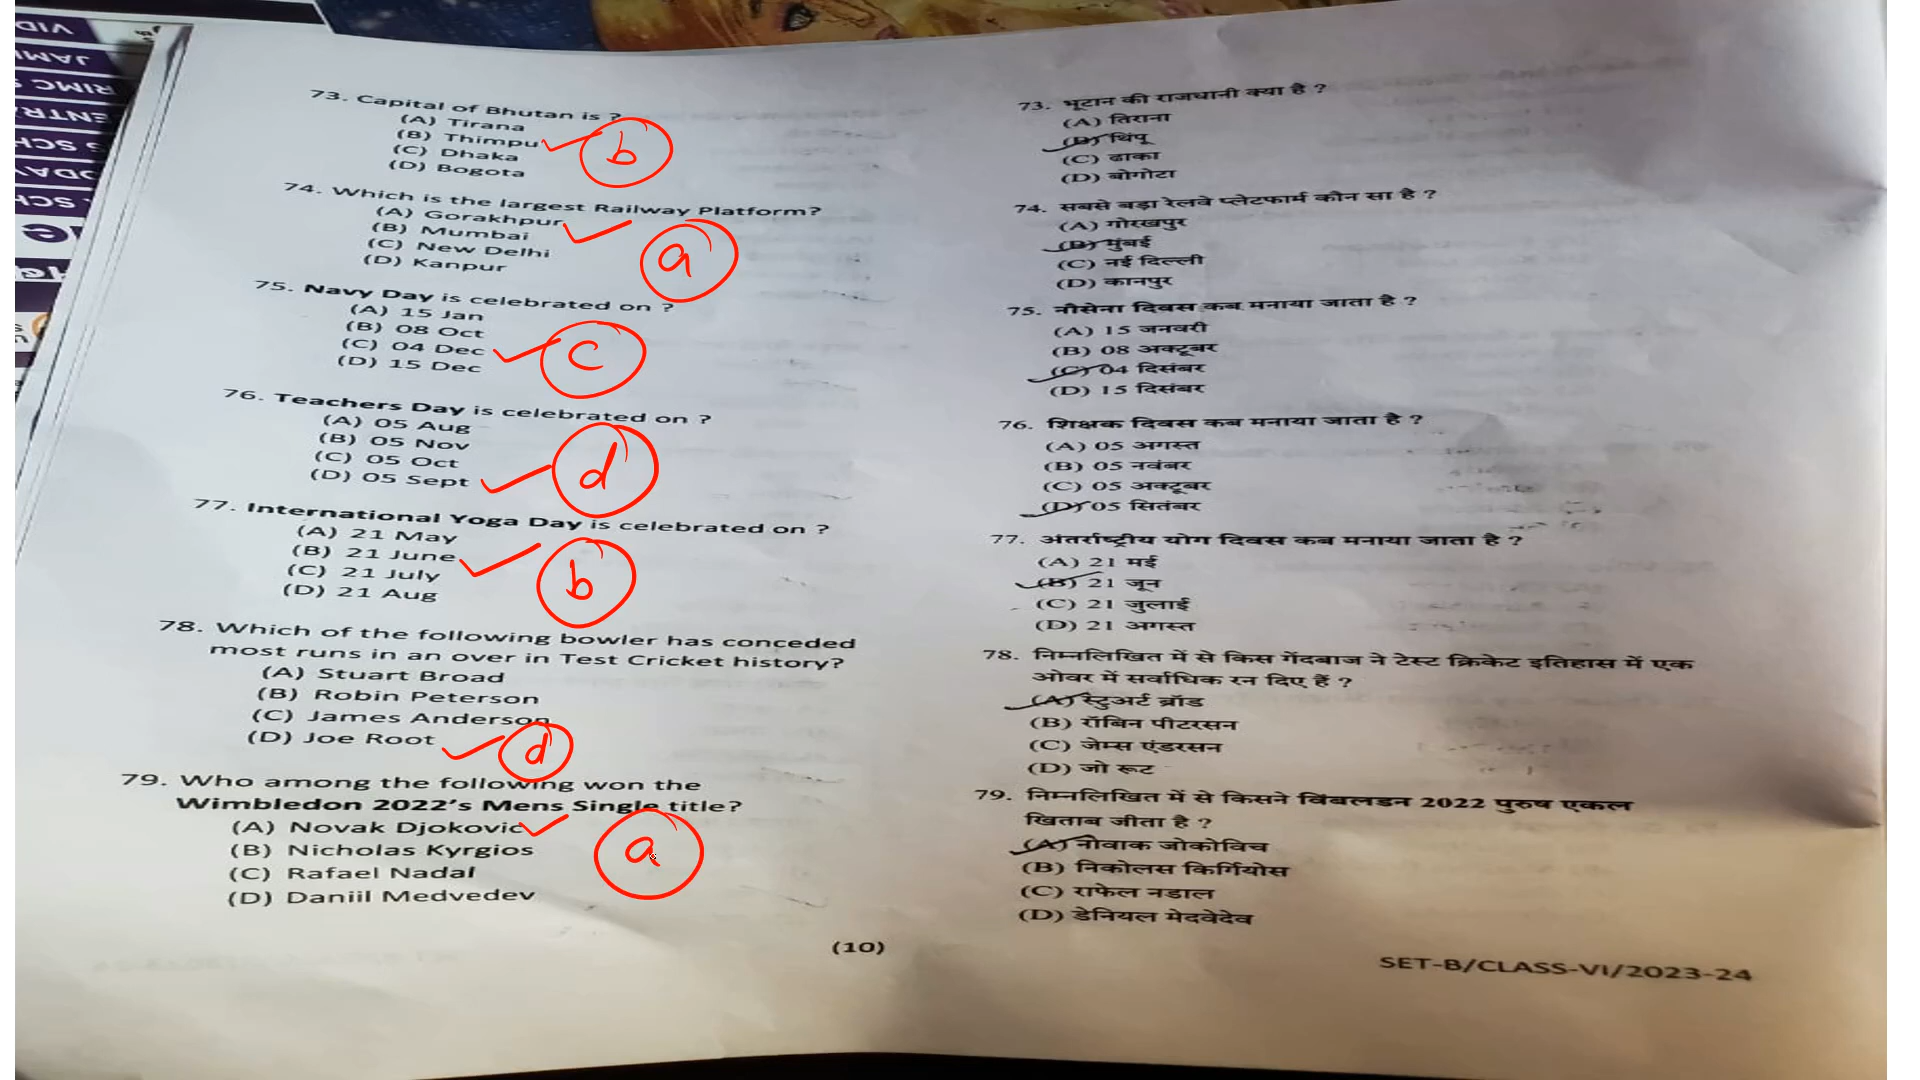 73. Capital of Bhutan is ?
(A) Tirana
(B) Thimpu
b
(C) Dhaka
(D) Bogota
74. Which is the largest Railway Platform?
(A) Gorakhpur
(B) Mumbai
a
(C) New Delhi
(D) Kanpur
75. Navy Day is celebrated on ?
(A) 15 Jan
(B) 08 Oct
(C) 04 Dec
c
(D) 15 Dec
76. Teachers Day is celebrated on ?
(A) 05 Aug
(B) 05 Nov
(C) 05 Oct
(D) 05 Sept
d
77. International Yoga Day is celebrated on ?
(A) 21 May
(B) 21 June
b
(C) 21 July
(D) 21 Aug
78. Which of the following bowler has conceded
most runs in an over in Test Cricket history?
(A) Stuart Broad
(B) Robin Peterson
(C) James Anderson
(D) Joe Root
d
79. Who among the following won the
Wimbledon 2022's Mens Single title?
(A) Novak Djokovic
a
(B) Nicholas Kyrgios
(C) Rafael Nadal
(D) Daniil Medvedev
73. भूटान की राजधानी क्या है ?
(A) तिराना
(B) थिंपू
(C) ढाका
(D) बोगोटा
74. सबसे बड़ा रेलवे प्लेटफार्म कौन सा है ?
(A) गोरखपुर
(B) मुंबई
(C) नई दिल्ली
(D) कानपुर
75. नौसेना दिवस कब मनाया जाता है ?
(A) 15 जनवरी
(B) 08 अक्टूबर
(C) 04 दिसंबर
(D) 15 दिसंबर
76. शिक्षक दिवस कब मनाया जाता है ?
(A) 05 अगस्त
(B) 05 नवंबर
(C) 05 अक्टूबर
(D) 05 सितंबर
77. अंतर्राष्ट्रीय योग दिवस कब मनाया जाता है ?
(A) 21 मई
(B) 21 जून
(C) 21 जुलाई
(D) 21 अगस्त
78. निम्नलिखित में से किस गेंदबाज ने टेस्ट क्रिकेट इतिहास में एक
ओवर में सर्वाधिक रन दिए हैं ?
(A) स्टुअर्ट ब्रॉड
(B) रॉबिन पीटरसन
(C) जेम्स एंडरसन
(D) जो रूट
79. निम्नलिखित में से किसने विंबलडन 2022 पुरुष एकल
खिताब जीता है ?
(A) नोवाक जोकोविच
(B) निकोलस किर्गियोस
(C) राफेल नडाल
(D) डेनियल मेदवेदेव
(10)
SET-B/CLASS-VI/2023-24